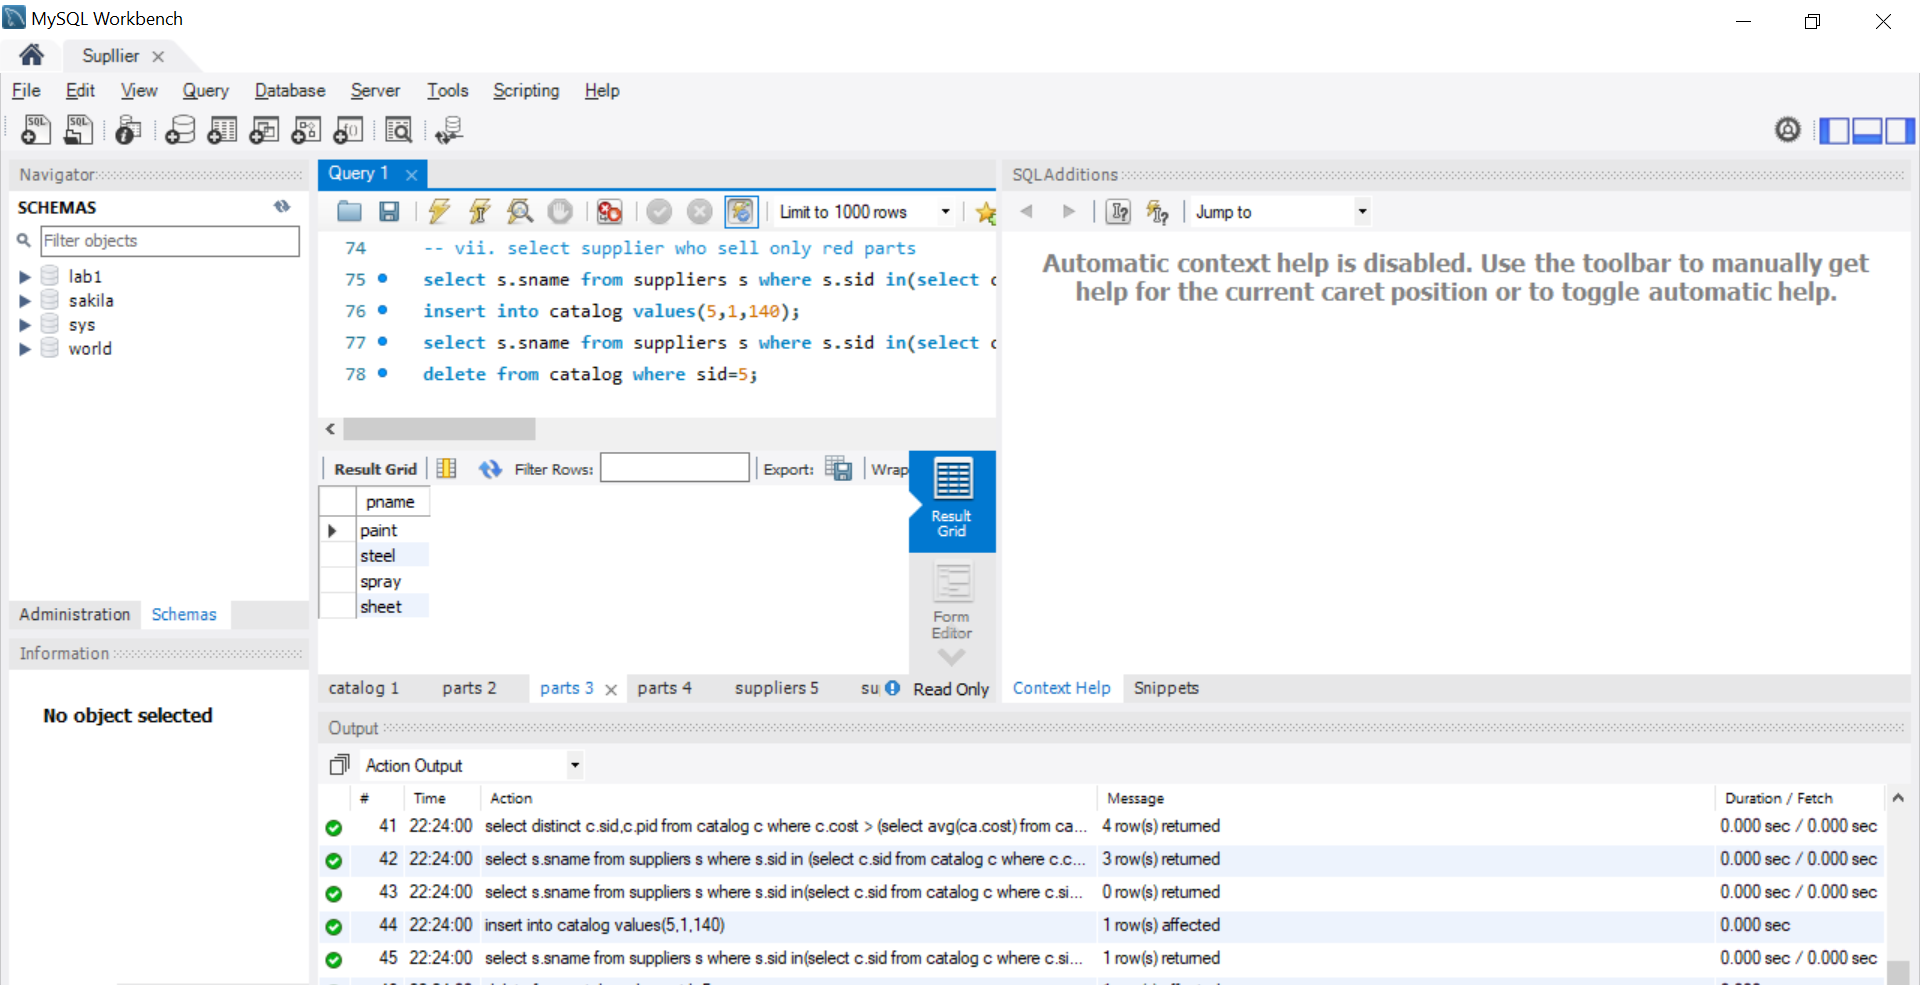 MySQL Workbench
Supllier
File Edit View Query Database Server Tools Scripting Help
Navigator
SCHEMAS
Filter objects
lab1
sakila
sys
world
Administration Schemas
Information
No object selected
Query 1
Limit to 1000 rows
74 -- vii. select supplier who sell only red parts
75 select s.sname from suppliers s where s.sid in(select c
76 insert into catalog values(5,1,140);
77 select s.sname from suppliers s where s.sid in(select c
78 delete from catalog where sid=5;
Result Grid Filter Rows: Export: Wrap
pname
paint
steel
spray
sheet
Result
Grid
Form
Editor
catalog 1 parts 2 parts 3 parts 4 suppliers 5 su Read Only
SQLAdditions
Jump to
Automatic context help is disabled. Use the toolbar to manually get
help for the current caret position or to toggle automatic help.
Context Help Snippets
Output
Action Output
# Time Action Message Duration / Fetch
41 22:24:00 select distinct c.sid,c.pid from catalog c where c.cost > (select avg(ca.cost) from ca... 4 row(s) returned 0.000 sec / 0.000 sec
42 22:24:00 select s.sname from suppliers s where s.sid in (select c.sid from catalog c where c.c... 3 row(s) returned 0.000 sec / 0.000 sec
43 22:24:00 select s.sname from suppliers s where s.sid in(select c.sid from catalog c where c.si... 0 row(s) returned 0.000 sec / 0.000 sec
44 22:24:00 insert into catalog values(5,1,140) 1 row(s) affected 0.000 sec
45 22:24:00 select s.sname from suppliers s where s.sid in(select c.sid from catalog c where c.si... 1 row(s) returned 0.000 sec / 0.000 sec